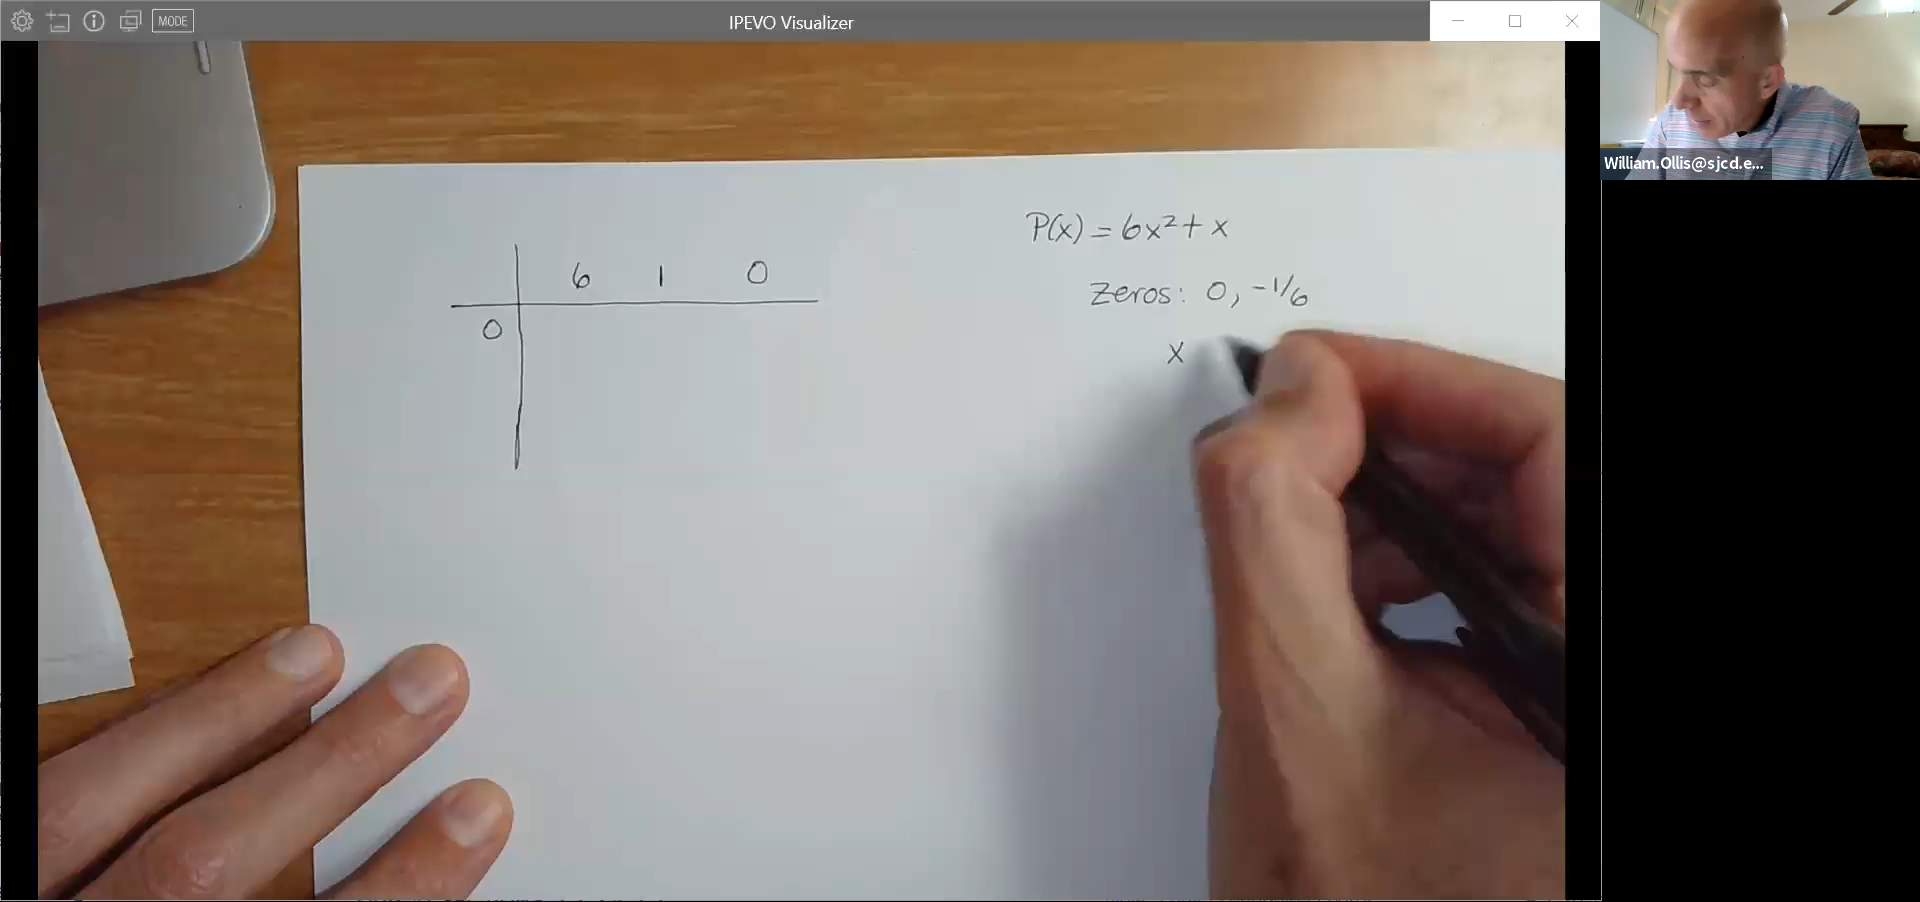 MODE
IPEVO Visualizer
William.Ollis@sjcd.e...
6 1 0
0
P(x) = 6x² + x
Zeros: 0, -1/6
x